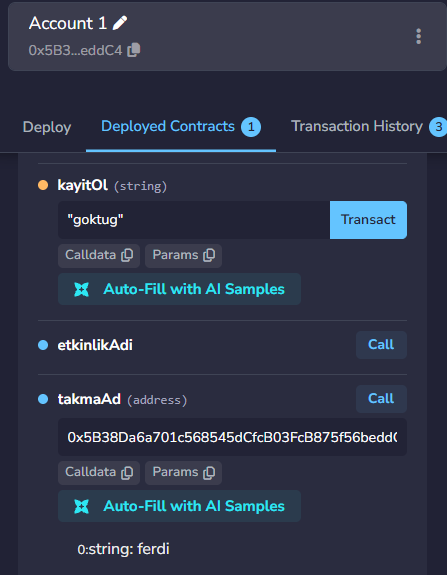 Account 1
0x5B3...eddC4
Deploy Deployed Contracts 1 Transaction History 3
kayitOl (string)
"goktug" Transact
Calldata Params
Auto-Fill with AI Samples
etkinlikAdi Call
takmaAd (address) Call
0x5B38Da6a701c568545dCfcB03FcB875f56beddC
Calldata Params
Auto-Fill with AI Samples
0:string: ferdi